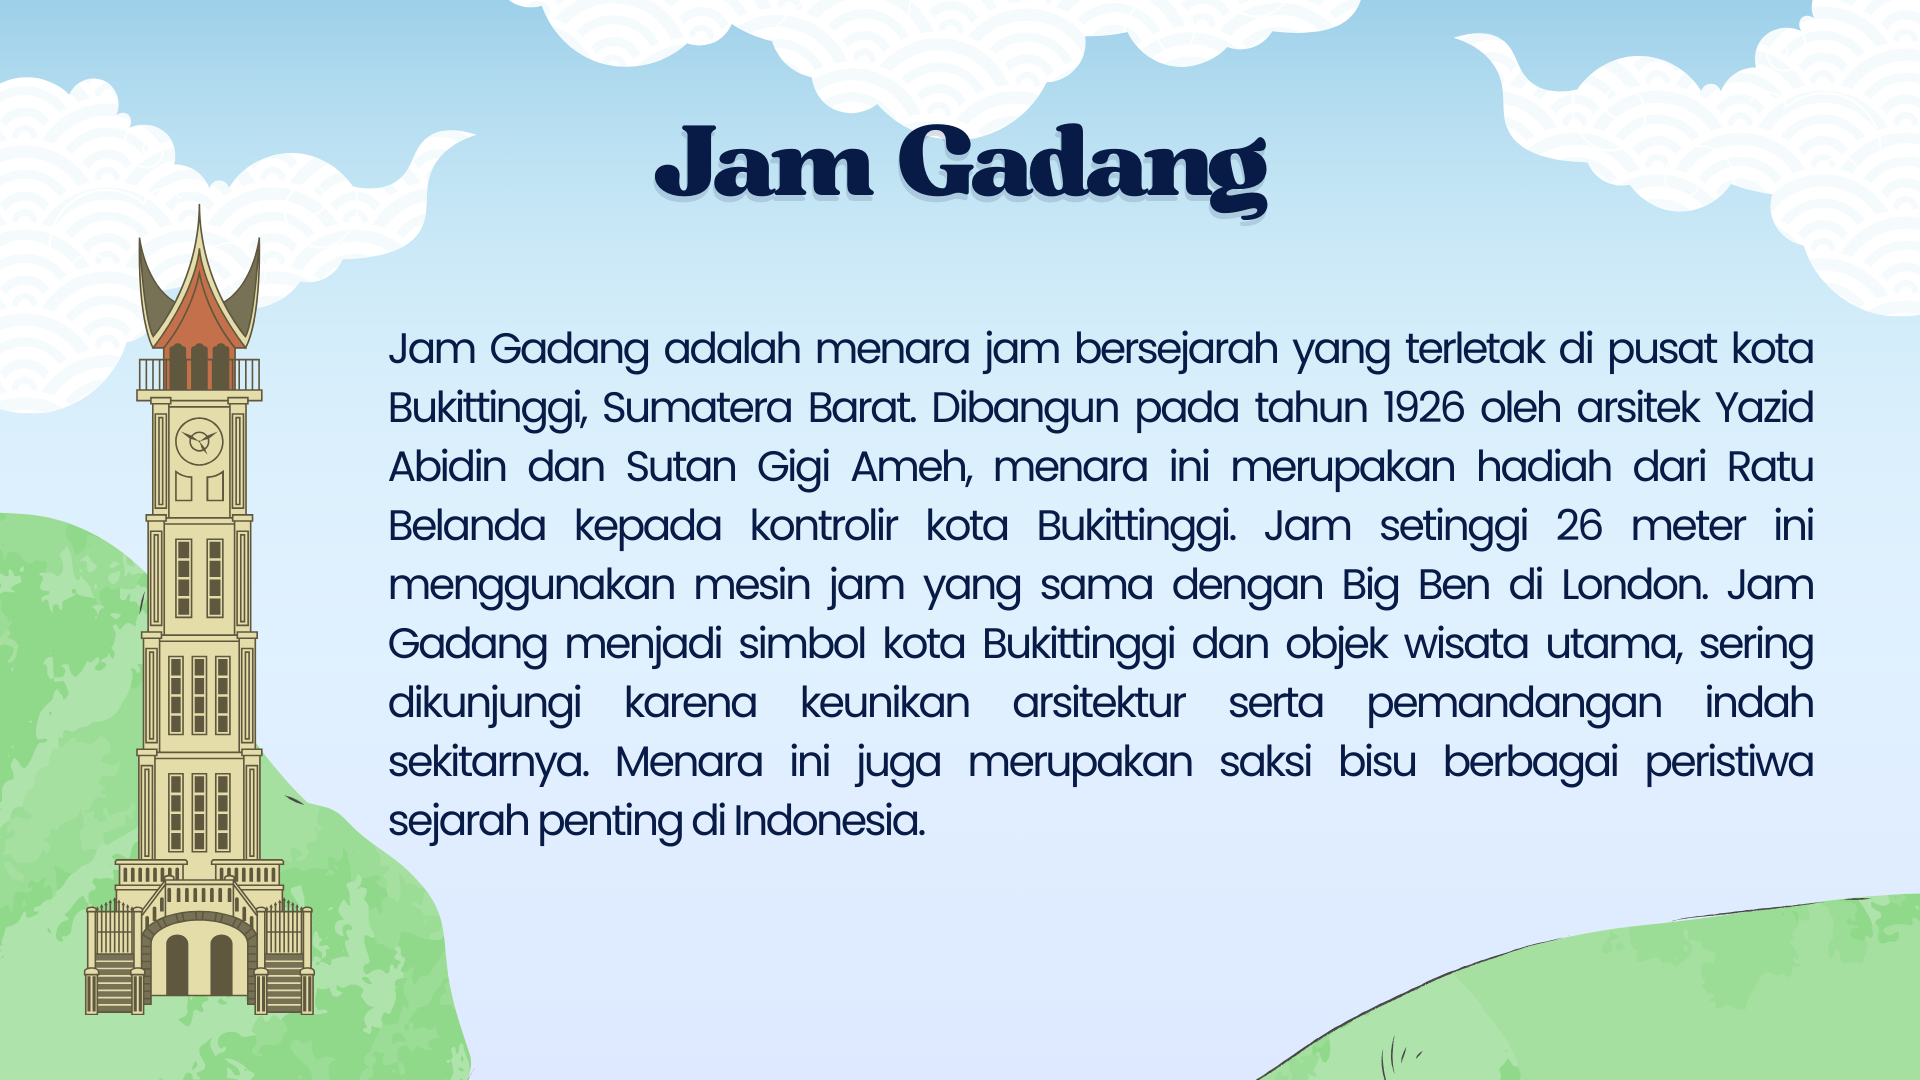 Jam Gadang
Jam Gadang adalah menara jam bersejarah yang terletak di pusat kota
Bukittinggi, Sumatera Barat. Dibangun pada tahun 1926 oleh arsitek Yazid
Abidin dan Sutan Gigi Ameh, menara ini merupakan hadiah dari Ratu
Belanda kepada kontrolir kota Bukittinggi. Jam setinggi 26 meter ini
menggunakan mesin jam yang sama dengan Big Ben di London. Jam
Gadang menjadi simbol kota Bukittinggi dan objek wisata utama, sering
dikunjungi karena keunikan arsitektur serta pemandangan indah
sekitarnya. Menara ini juga merupakan saksi bisu berbagai peristiwa
sejarah penting di Indonesia.